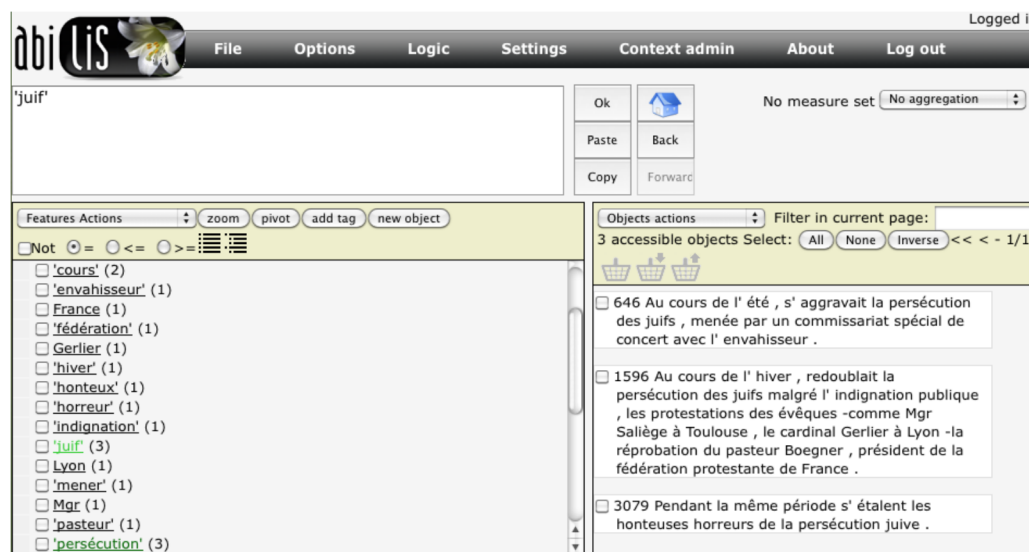 Logged i
abiLiS
File Options Logic Settings Context admin About Log out
'juif'
Ok
Paste Back
Copy Forward
No measure set No aggregation
Features Actions zoom pivot add tag new object
Not = <= >=
'cours' (2)
'envahisseur' (1)
France (1)
'fédération' (1)
Gerlier (1)
'hiver' (1)
'honteux' (1)
'horreur' (1)
'indignation' (1)
'juif' (3)
Lyon (1)
'mener' (1)
Mgr (1)
'pasteur' (1)
'persécution' (3)
Objects actions Filter in current page:
3 accessible objects Select: All None Inverse << < - 1/1
646 Au cours de l' été , s' aggravait la persécution
des juifs , menée par un commissariat spécial de
concert avec l' envahisseur .
1596 Au cours de l' hiver , redoublait la
persécution des juifs malgré l' indignation publique
, les protestations des évêques -comme Mgr
Saliège à Toulouse , le cardinal Gerlier à Lyon -la
réprobation du pasteur Boegner , président de la
fédération protestante de France .
3079 Pendant la même période s' étalent les
honteuses horreurs de la persécution juive .